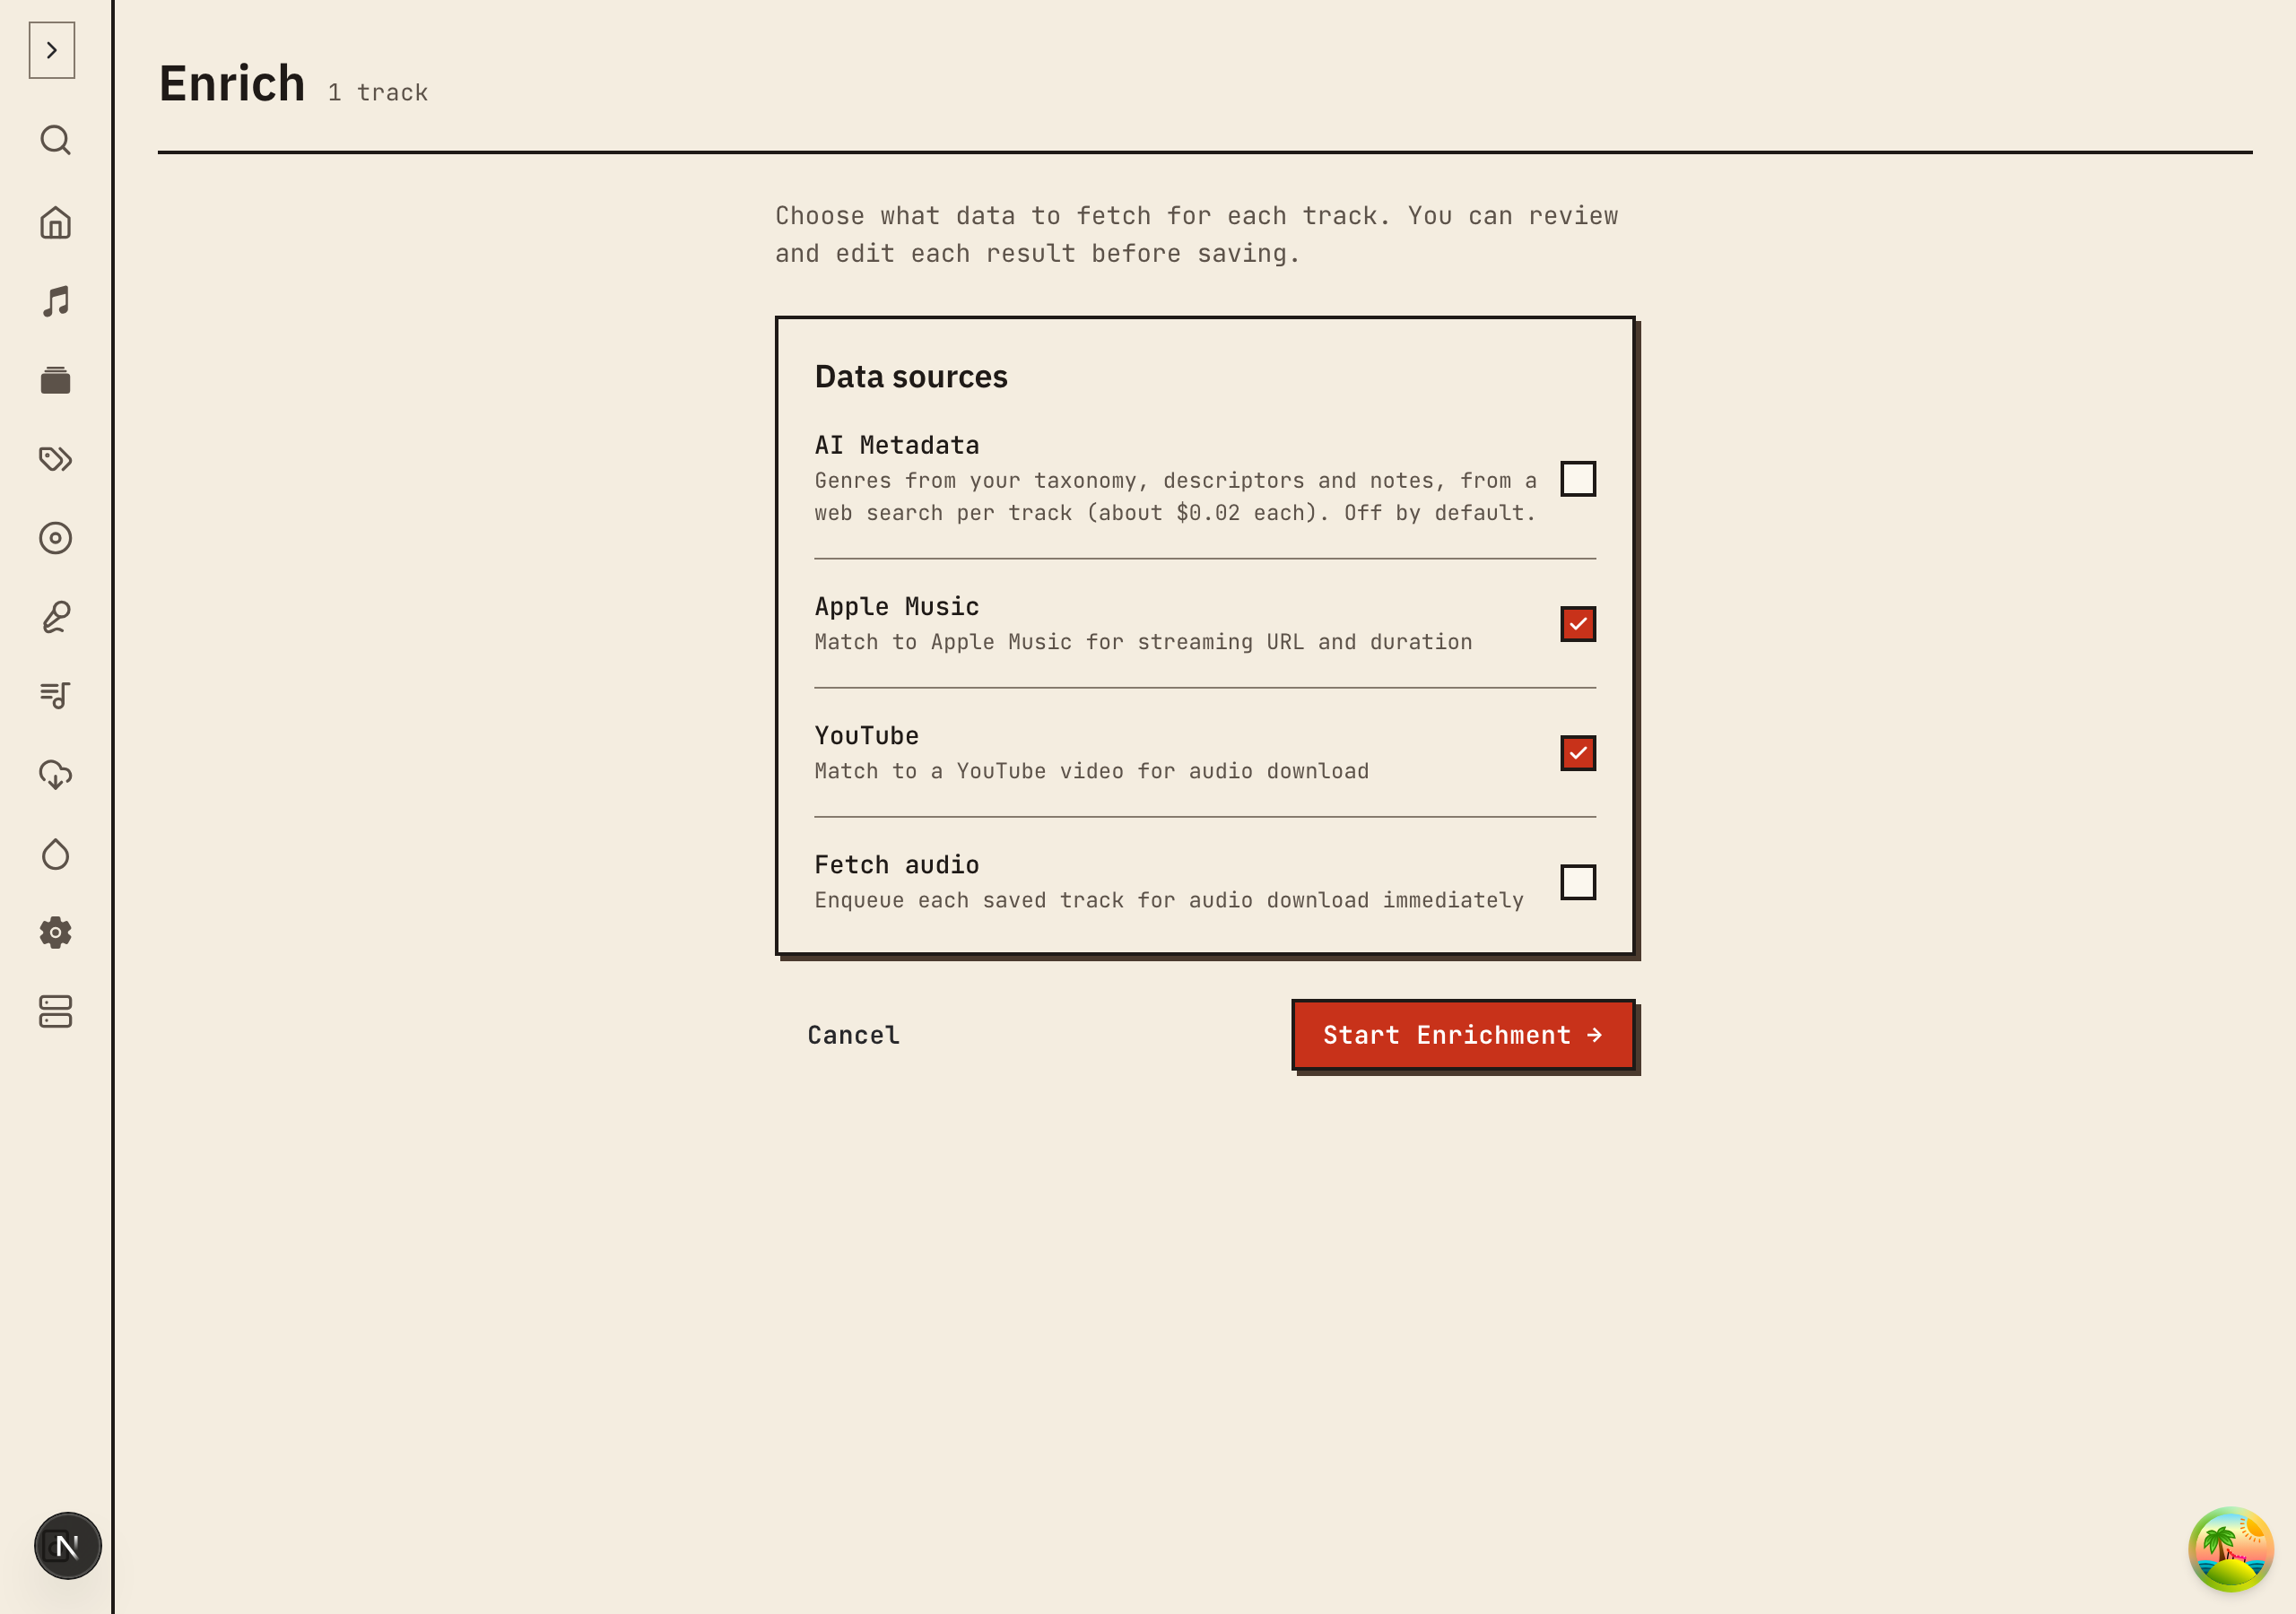 Enrich 1 track
Choose what data to fetch for each track. You can review
and edit each result before saving.
Data sources
AI Metadata
Genres from your taxonomy, descriptors and notes, from a
web search per track (about $0.02 each). Off by default.
Apple Music
Match to Apple Music for streaming URL and duration
YouTube
Match to a YouTube video for audio download
Fetch audio
Enqueue each saved track for audio download immediately
Cancel
Start Enrichment →
N